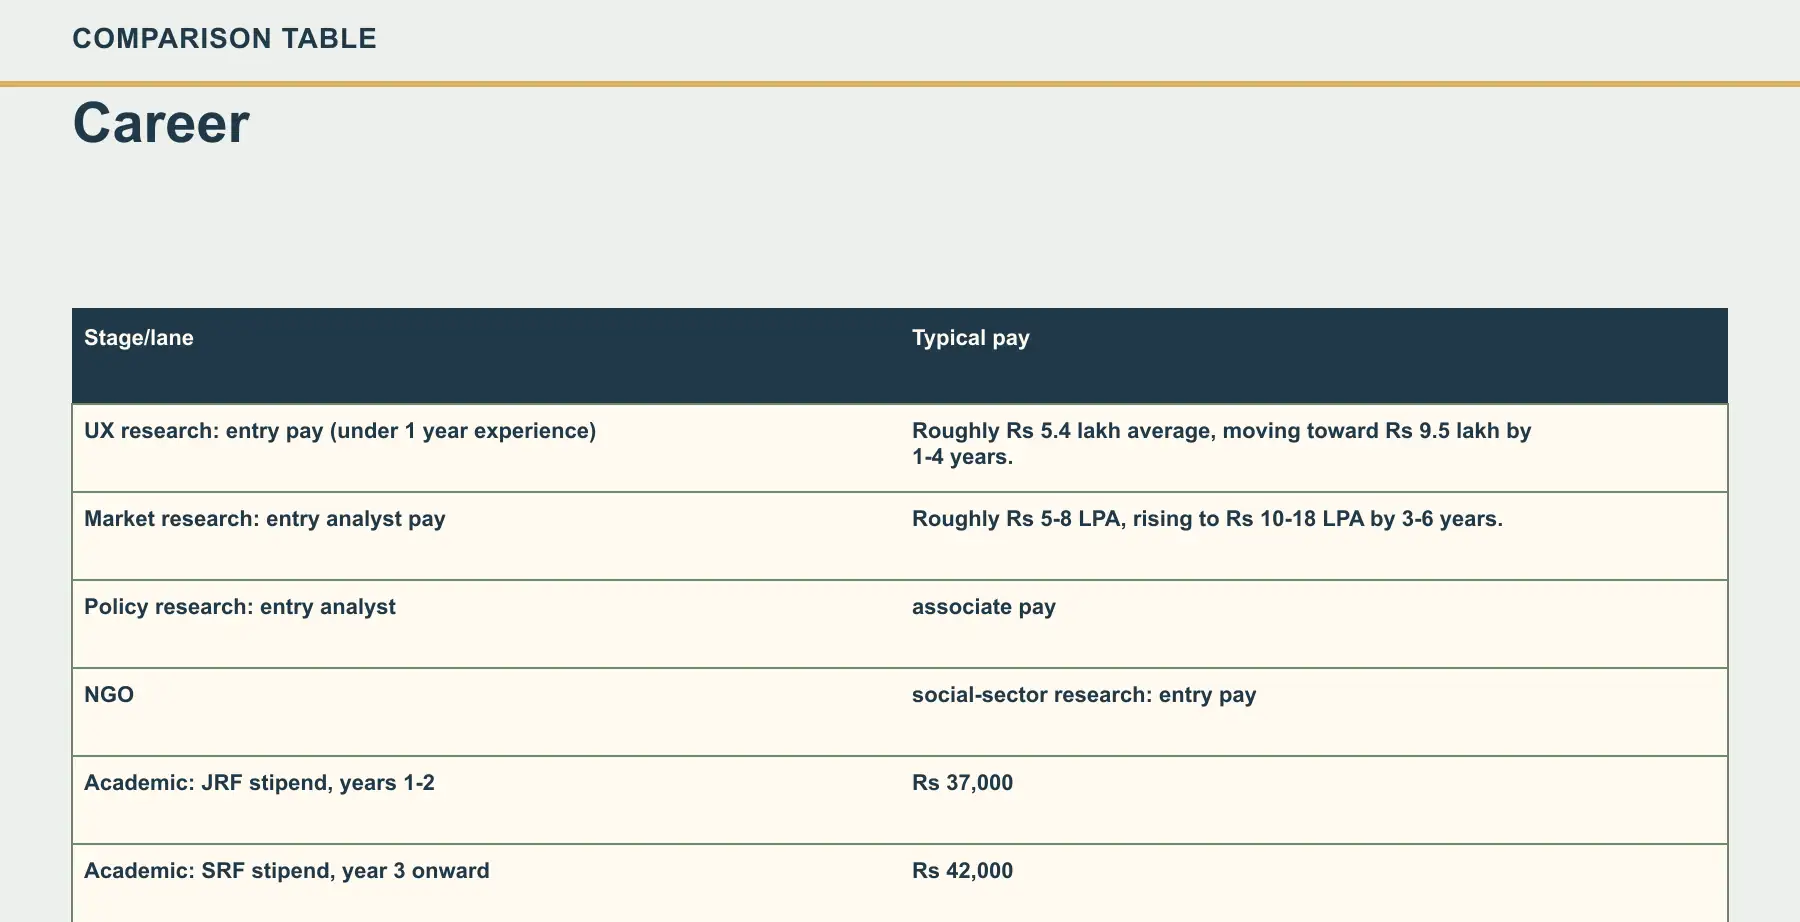 COMPARISON TABLE
Career
Stage/lane Typical pay
UX research: entry pay (under 1 year experience) Roughly Rs 5.4 lakh average, moving toward Rs 9.5 lakh by
1-4 years.
Market research: entry analyst pay Roughly Rs 5-8 LPA, rising to Rs 10-18 LPA by 3-6 years.
Policy research: entry analyst associate pay
NGO social-sector research: entry pay
Academic: JRF stipend, years 1-2 Rs 37,000
Academic: SRF stipend, year 3 onward Rs 42,000